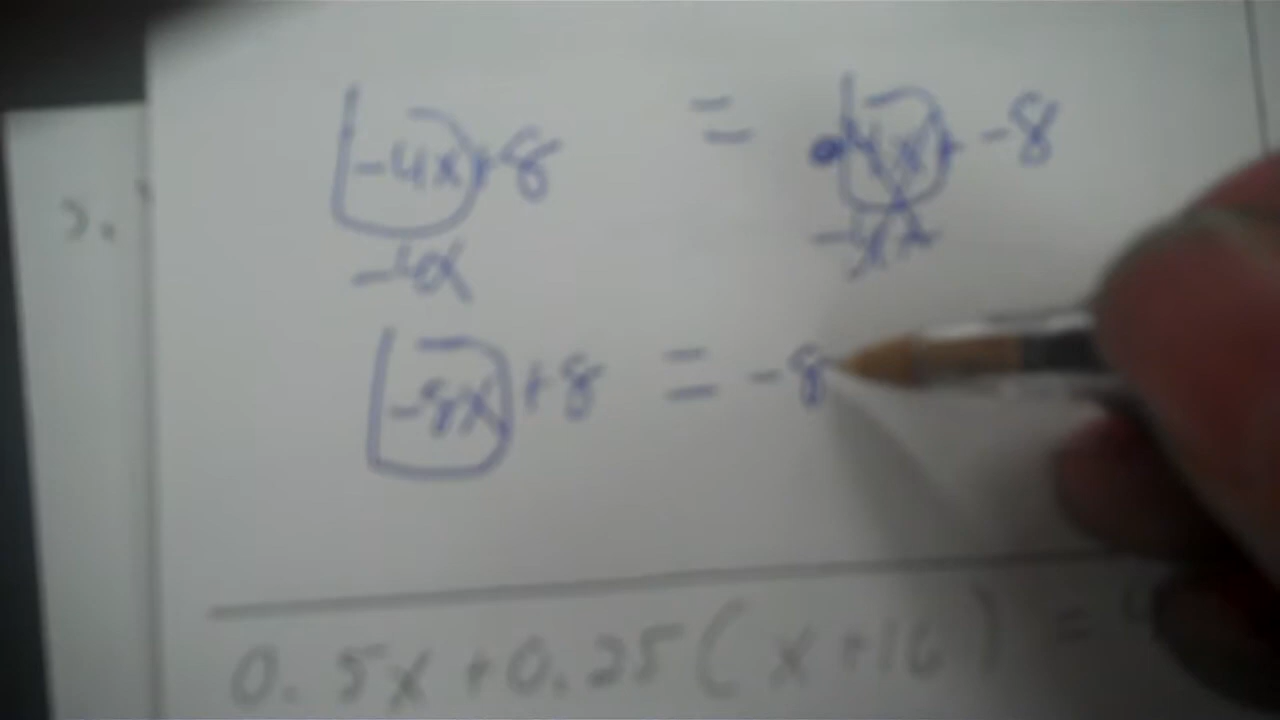 -4x + 8 = 4x + -8
-4x -4x
-8x + 8 = -8
0.5x + 0.25(x + 16) =